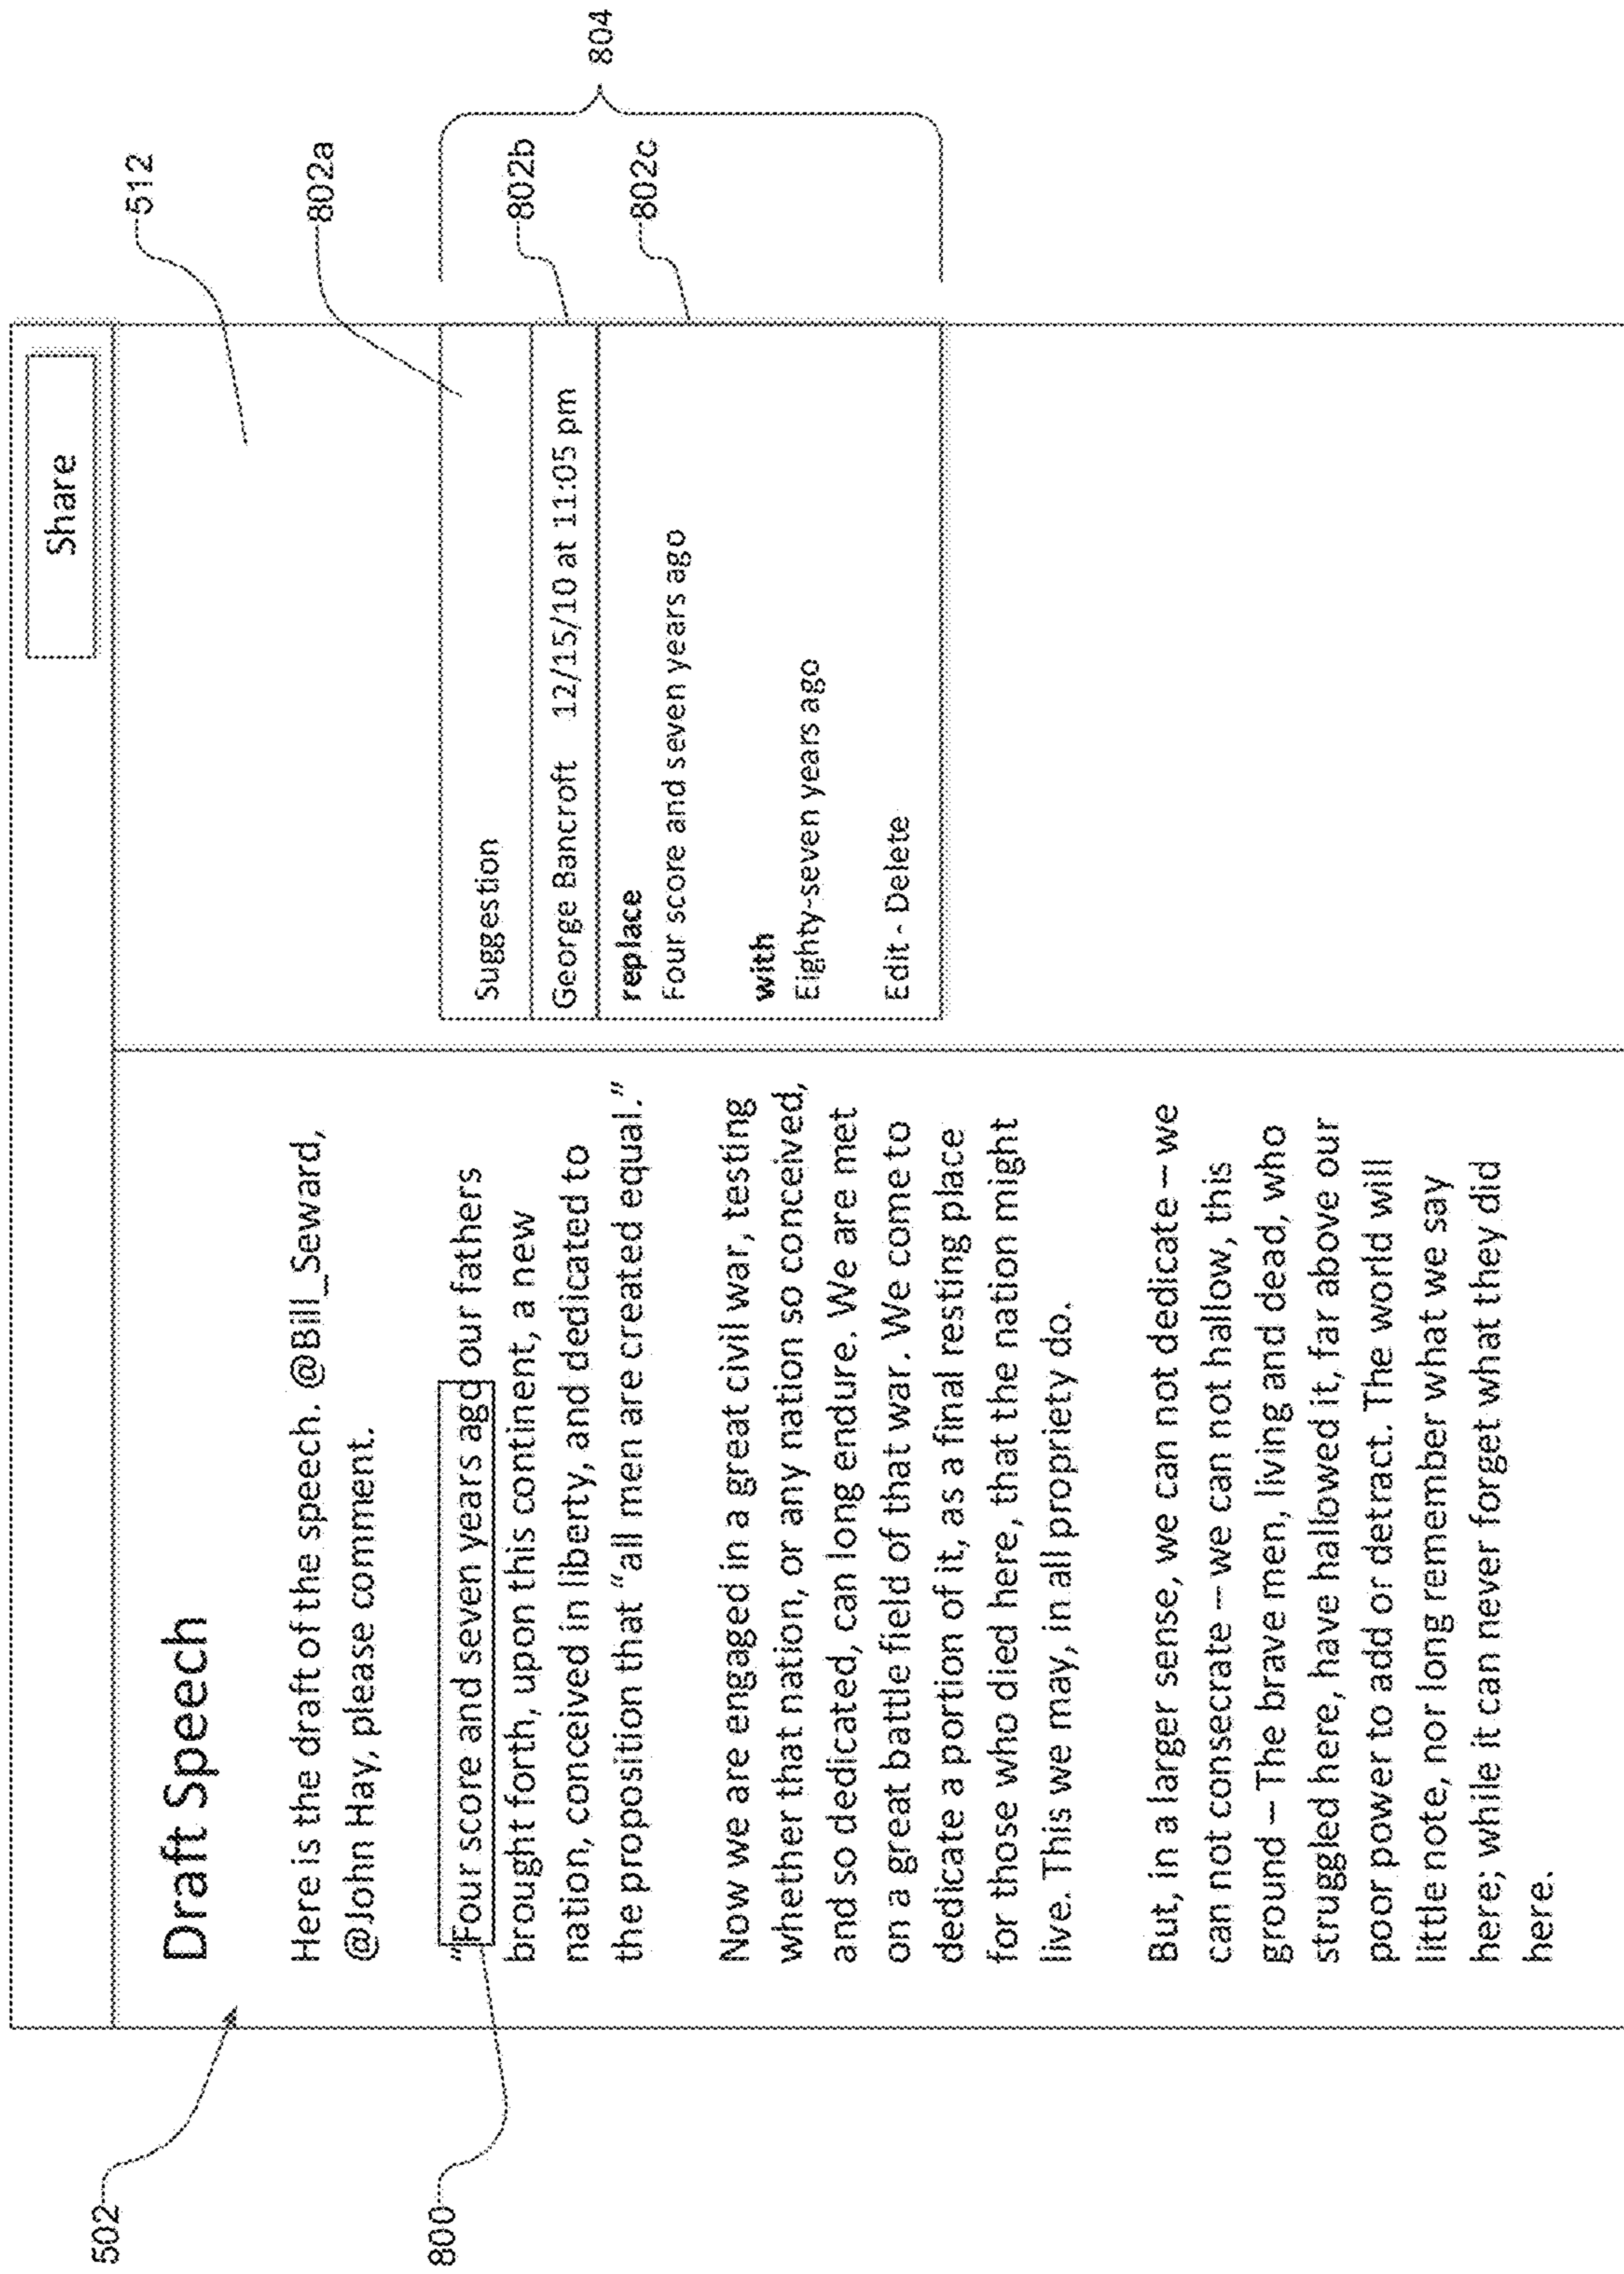 Share
512
802a
802b
802c
804
502
800
Draft Speech
Here is the draft of the speech. @Bill_Seward,
@John Hay, please comment.
“Four score and seven years ago our fathers
brought forth, upon this continent, a new
nation, conceived in liberty, and dedicated to
the proposition that “all men are created equal.”
Now we are engaged in a great civil war, testing
whether that nation, or any nation so conceived,
and so dedicated, can long endure. We are met
on a great battle field of that war. We come to
dedicate a portion of it, as a final resting place
for those who died here, that the nation might
live. This we may, in all propriety do.
But, in a larger sense, we can not dedicate – we
can not consecrate – we can not hallow, this
ground – The brave men, living and dead, who
struggled here, have hallowed it, far above our
poor power to add or detract. The world will
little note, nor long remember what we say
here; while it can never forget what they did
here.
Suggestion
George Bancroft 12/15/10 at 11:05 pm
replace
Four score and seven years ago
with
Eighty-seven years ago
Edit - Delete